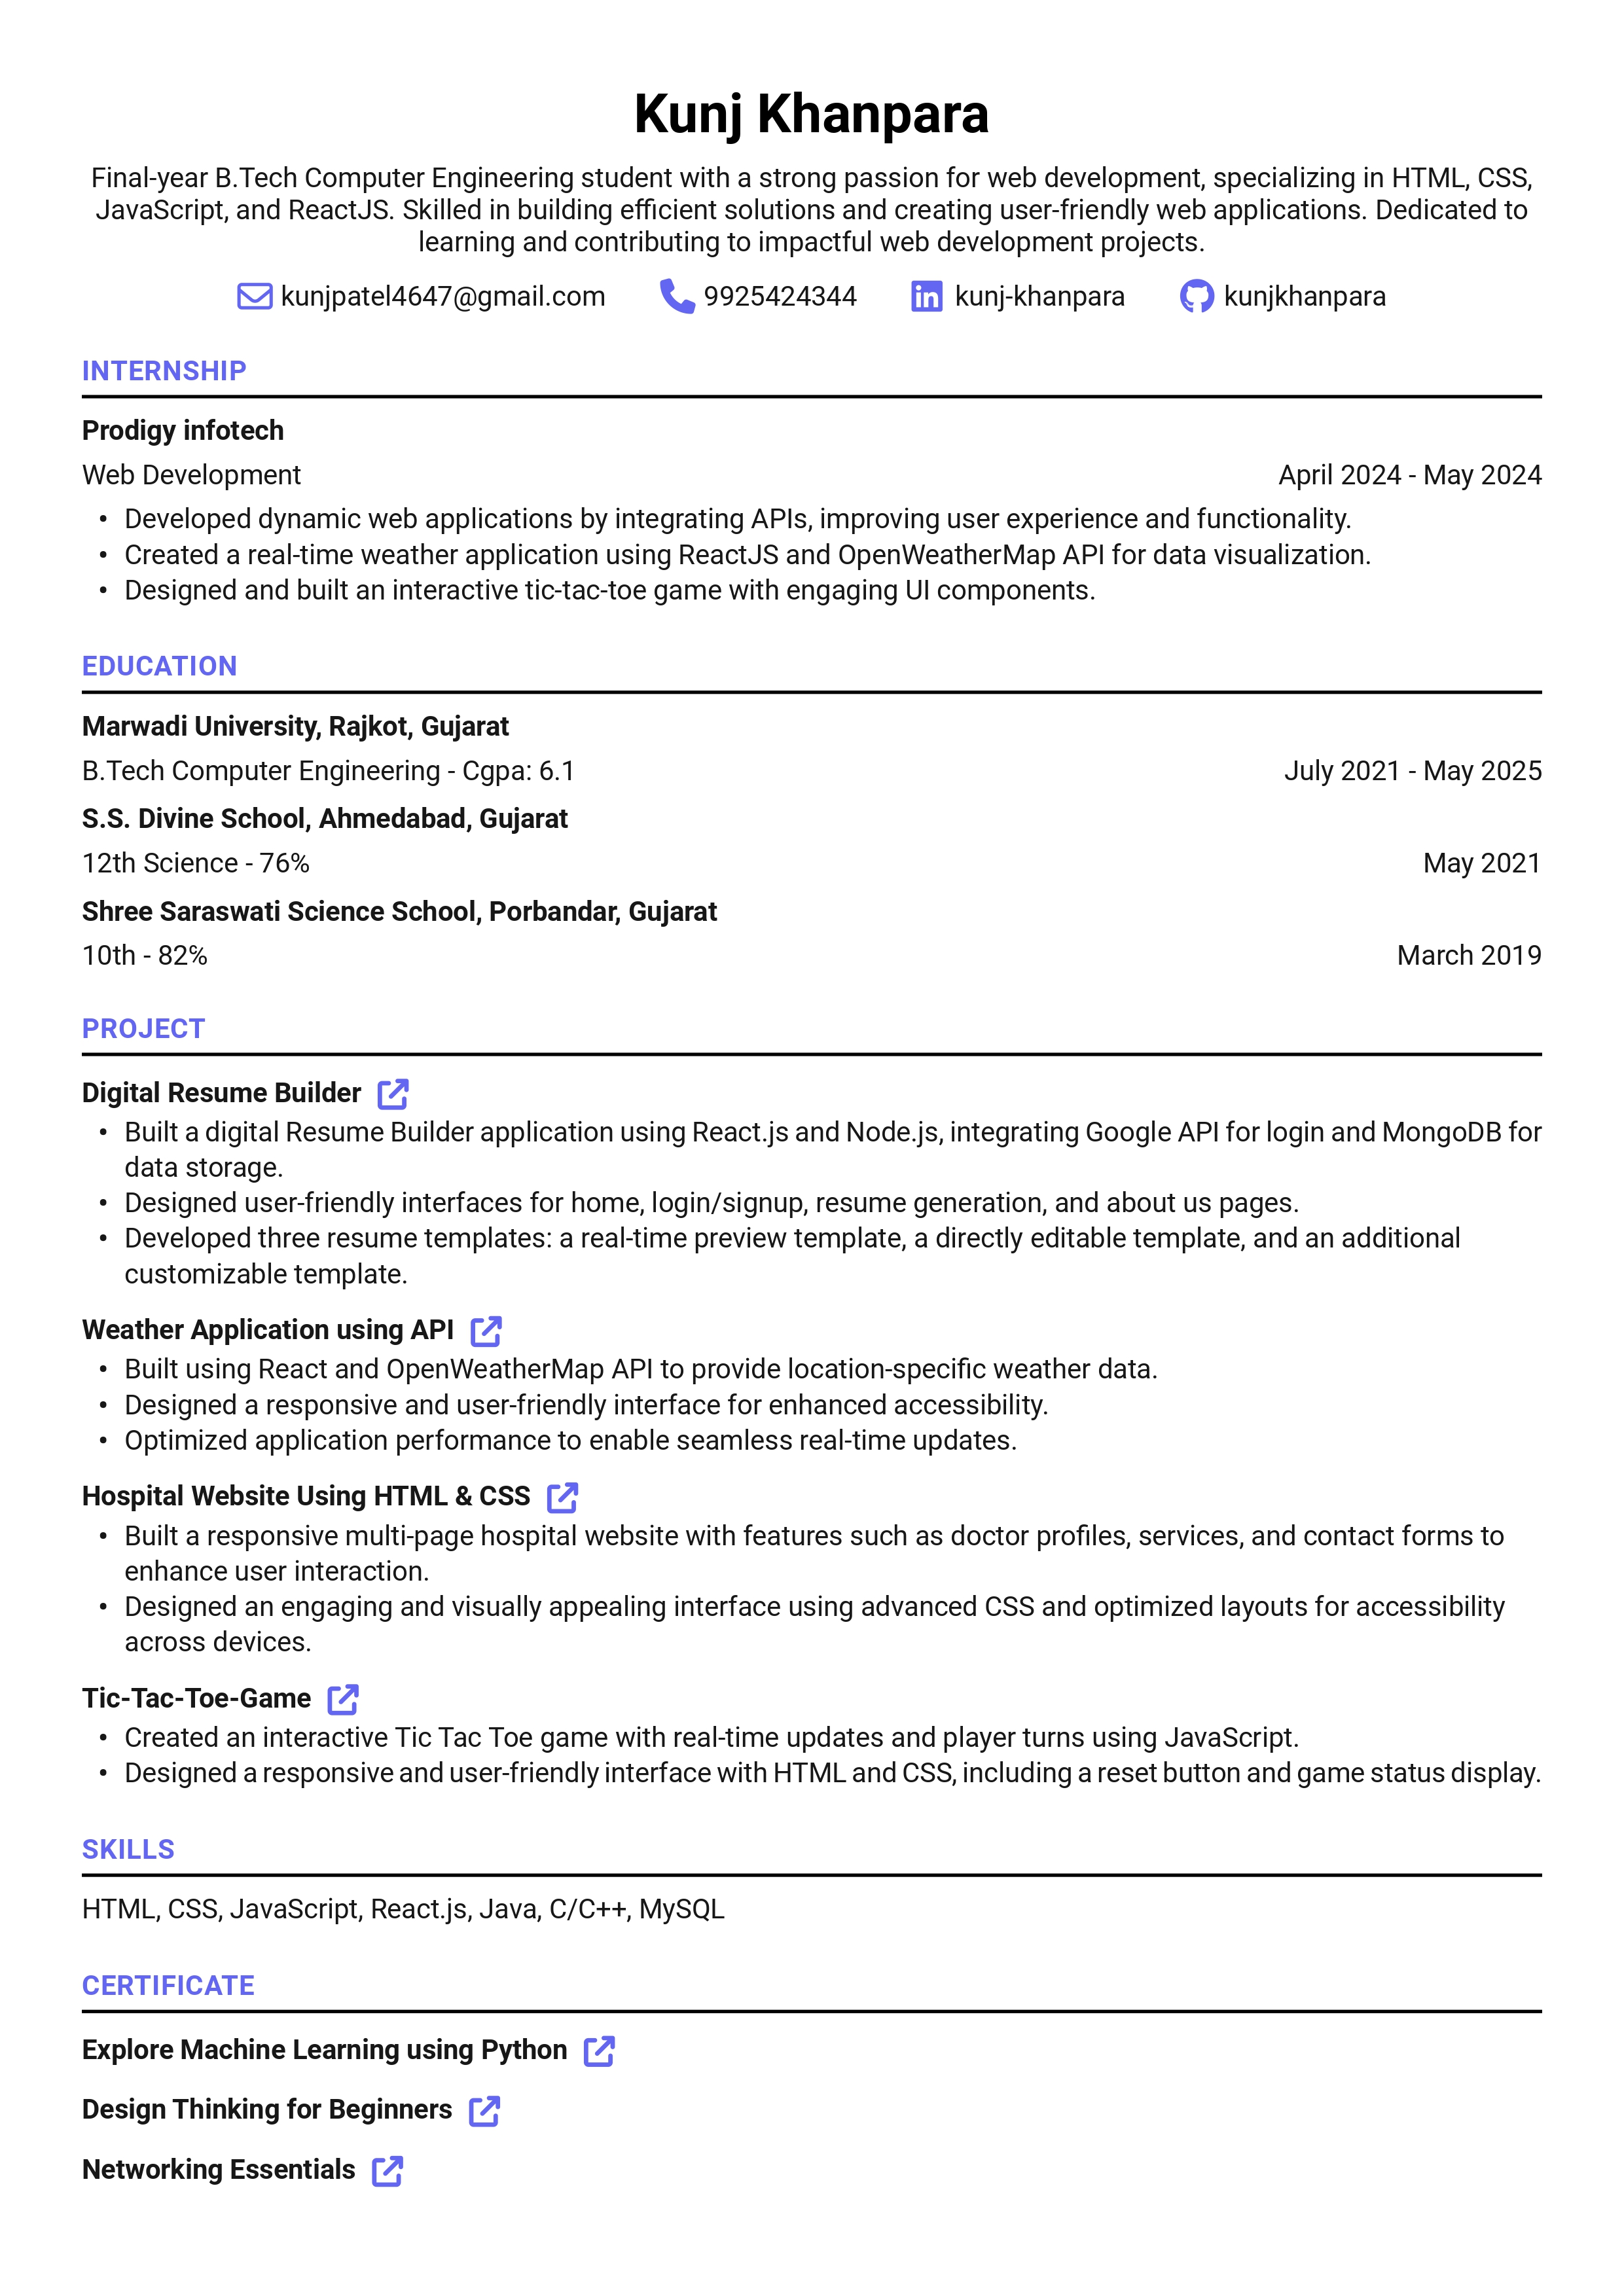 Kunj Khanpara
Final-year B.Tech Computer Engineering student with a strong passion for web development, specializing in HTML, CSS,
JavaScript, and ReactJS. Skilled in building efficient solutions and creating user-friendly web applications. Dedicated to
learning and contributing to impactful web development projects.
kunjpatel4647@gmail.com 9925424344 kunj-khanpara kunjkhanpara
INTERNSHIP
Prodigy infotech
Web Development April 2024 - May 2024
• Developed dynamic web applications by integrating APIs, improving user experience and functionality.
• Created a real-time weather application using ReactJS and OpenWeatherMap API for data visualization.
• Designed and built an interactive tic-tac-toe game with engaging UI components.
EDUCATION
Marwadi University, Rajkot, Gujarat
B.Tech Computer Engineering - Cgpa: 6.1 July 2021 - May 2025
S.S. Divine School, Ahmedabad, Gujarat
12th Science - 76% May 2021
Shree Saraswati Science School, Porbandar, Gujarat
10th - 82% March 2019
PROJECT
Digital Resume Builder
• Built a digital Resume Builder application using React.js and Node.js, integrating Google API for login and MongoDB for
data storage.
• Designed user-friendly interfaces for home, login/signup, resume generation, and about us pages.
• Developed three resume templates: a real-time preview template, a directly editable template, and an additional
customizable template.
Weather Application using API
• Built using React and OpenWeatherMap API to provide location-specific weather data.
• Designed a responsive and user-friendly interface for enhanced accessibility.
• Optimized application performance to enable seamless real-time updates.
Hospital Website Using HTML & CSS
• Built a responsive multi-page hospital website with features such as doctor profiles, services, and contact forms to
enhance user interaction.
• Designed an engaging and visually appealing interface using advanced CSS and optimized layouts for accessibility
across devices.
Tic-Tac-Toe-Game
• Created an interactive Tic Tac Toe game with real-time updates and player turns using JavaScript.
• Designed a responsive and user-friendly interface with HTML and CSS, including a reset button and game status display.
SKILLS
HTML, CSS, JavaScript, React.js, Java, C/C++, MySQL
CERTIFICATE
Explore Machine Learning using Python
Design Thinking for Beginners
Networking Essentials